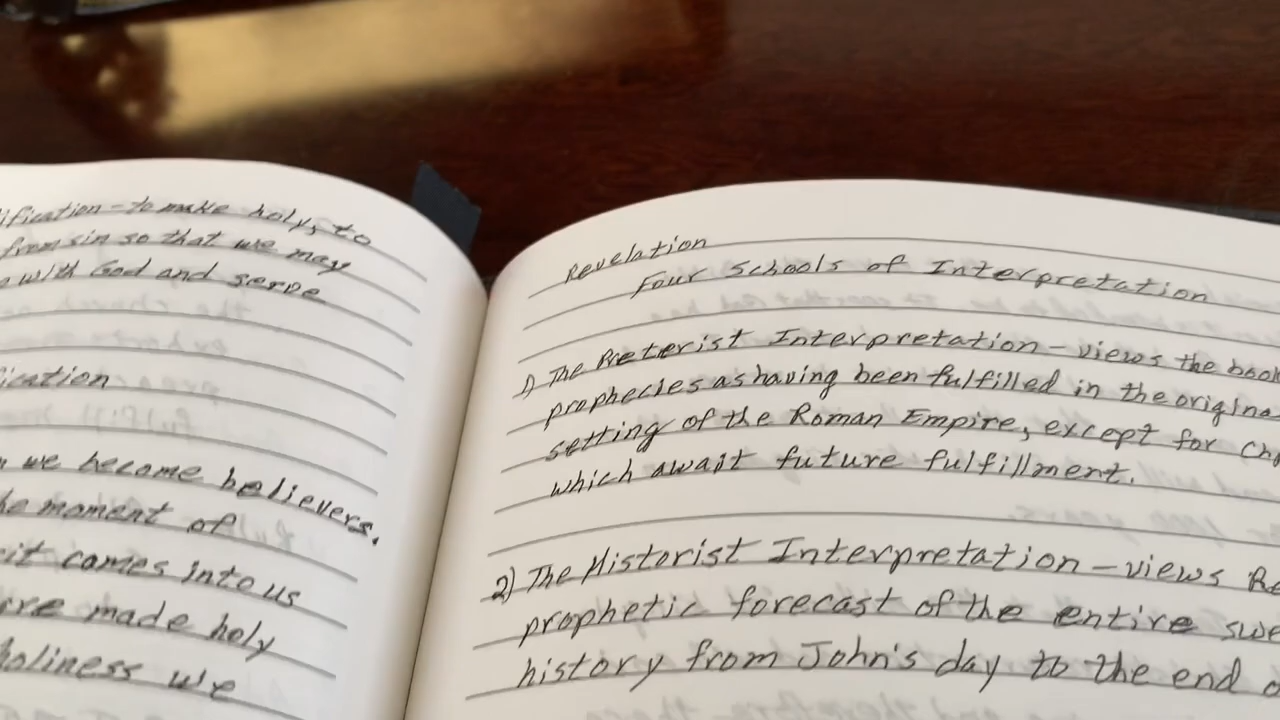 ification - to make holy, to
from sin so that we may
with God and serve
ication
we become believers.
the moment of
it comes into us
are made holy
holiness we
Revelation
Four Schools of Interpretation
1) The Preterist Interpretation - views the book
prophecies as having been fulfilled in the origina
setting of the Roman Empire, except for Ch
which await future fulfillment.
2) The Historist Interpretation - views Re
prophetic forecast of the entire swe
history from John's day to the end o